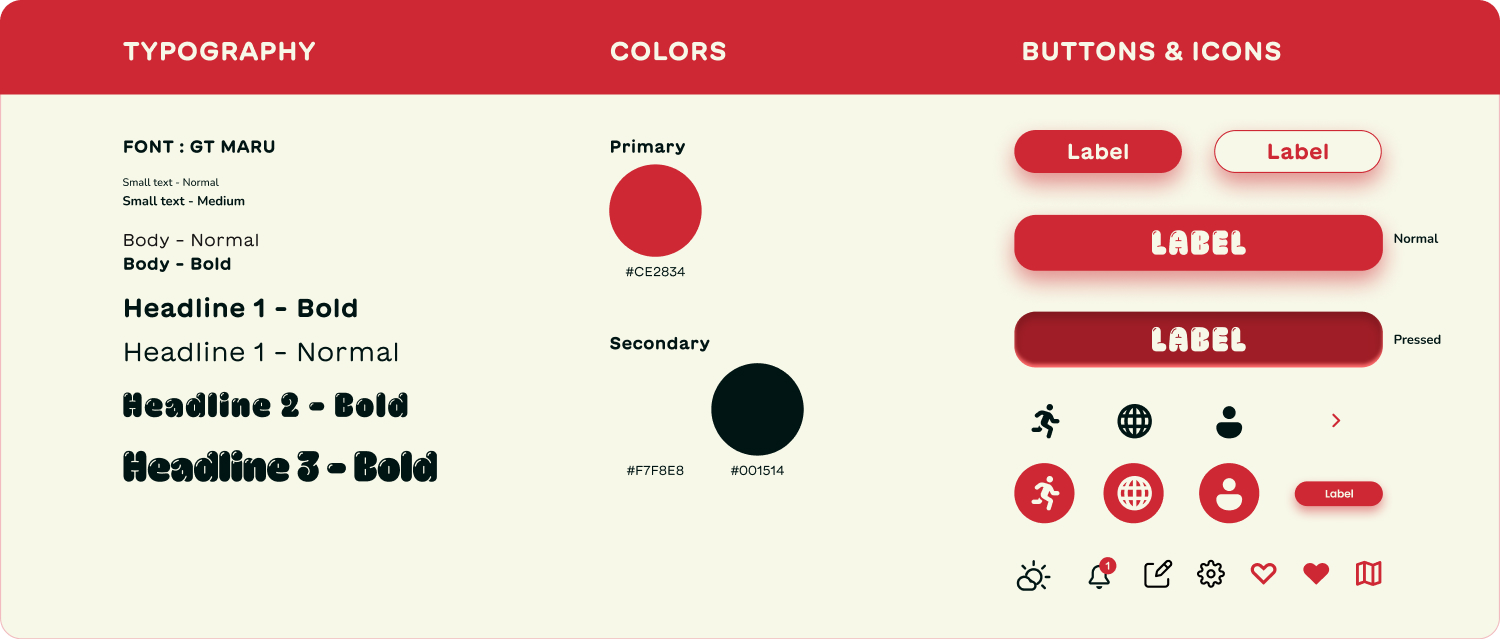 TYPOGRAPHY
COLORS
BUTTONS & ICONS
FONT : GT MARU
Small text - Normal
Small text - Medium
Body - Normal
Body - Bold
Headline 1 - Bold
Headline 1 - Normal
Headline 2 - Bold
Headline 3 - Bold
Primary
#CE2834
Secondary
#F7F8E8
#001514
Label
Label
LABEL
Normal
LABEL
Pressed
Label
1